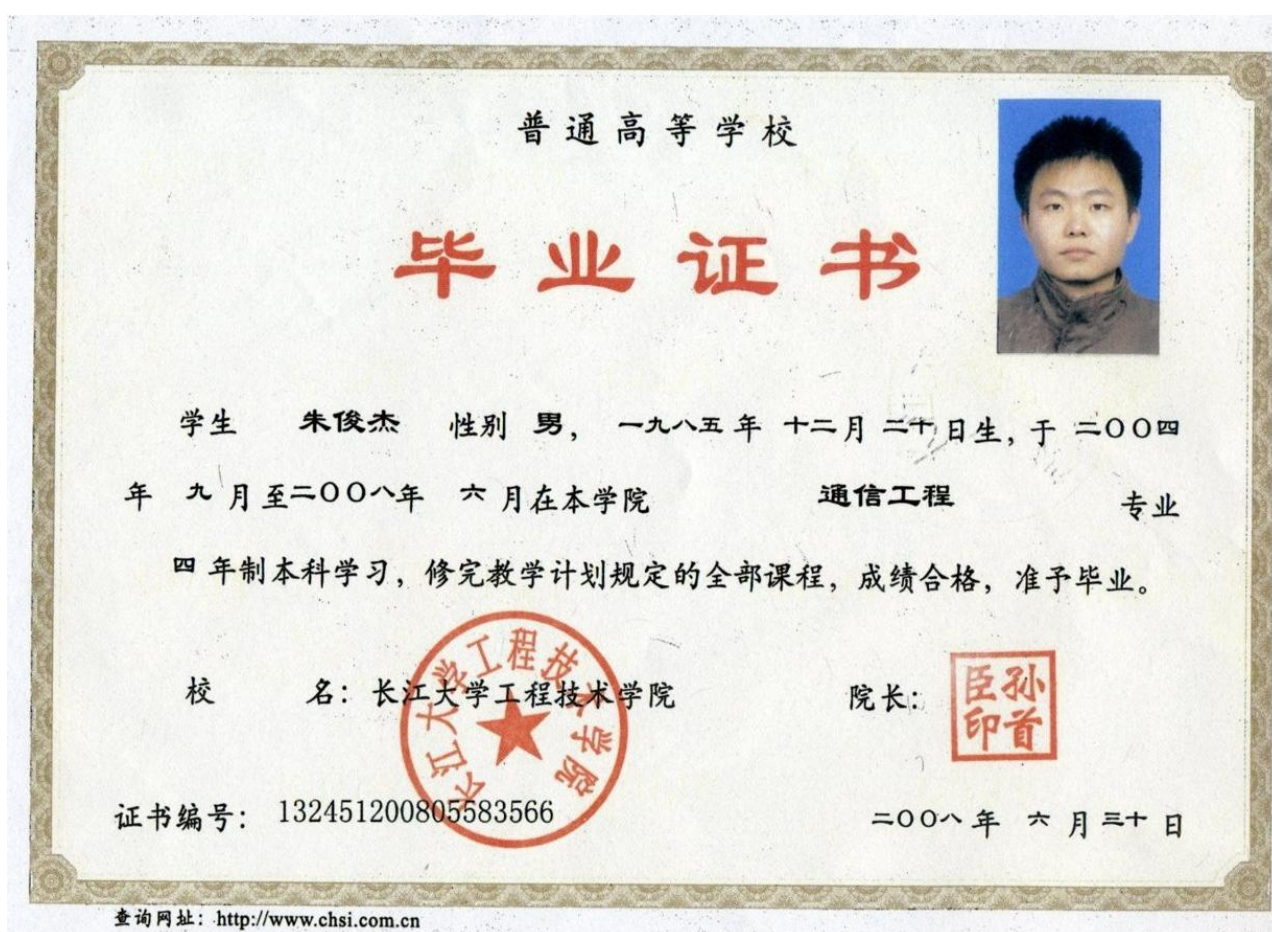 普通高等学校
毕业证书
学生 朱俊杰 性别 男, 一九八五 年 十二月 二十 日生, 于 二〇〇四
年 九 月 至二〇〇八年 六 月在本学院 通信工程 专业
四 年制本科学习, 修完教学计划规定的全部课程, 成绩合格, 准予毕业。
校 名: 长江大学工程技术学院 院长:
长江大学工程技术学院
孙首臣印
证书编号: 132451200805583566 二〇〇八 年 六 月 三十 日
查询网址: http://www.chsi.com.cn